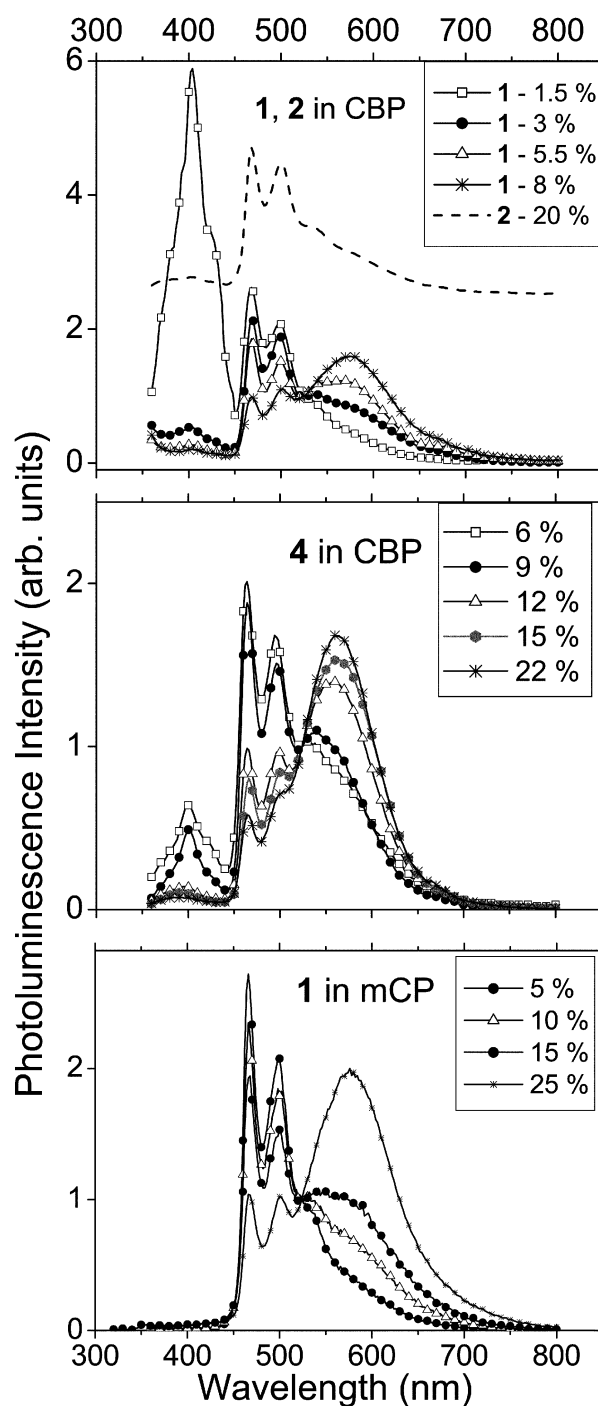 300 400 500 600 700 800
6
4
2
0
1, 2 in CBP
1 - 1.5 %
1 - 3 %
1 - 5.5 %
1 - 8 %
2 - 20 %
Photoluminescence Intensity (arb. units)
2
1
0
4 in CBP
6 %
9 %
12 %
15 %
22 %
2
1
0
1 in mCP
5 %
10 %
15 %
25 %
300 400 500 600 700 800
Wavelength (nm)